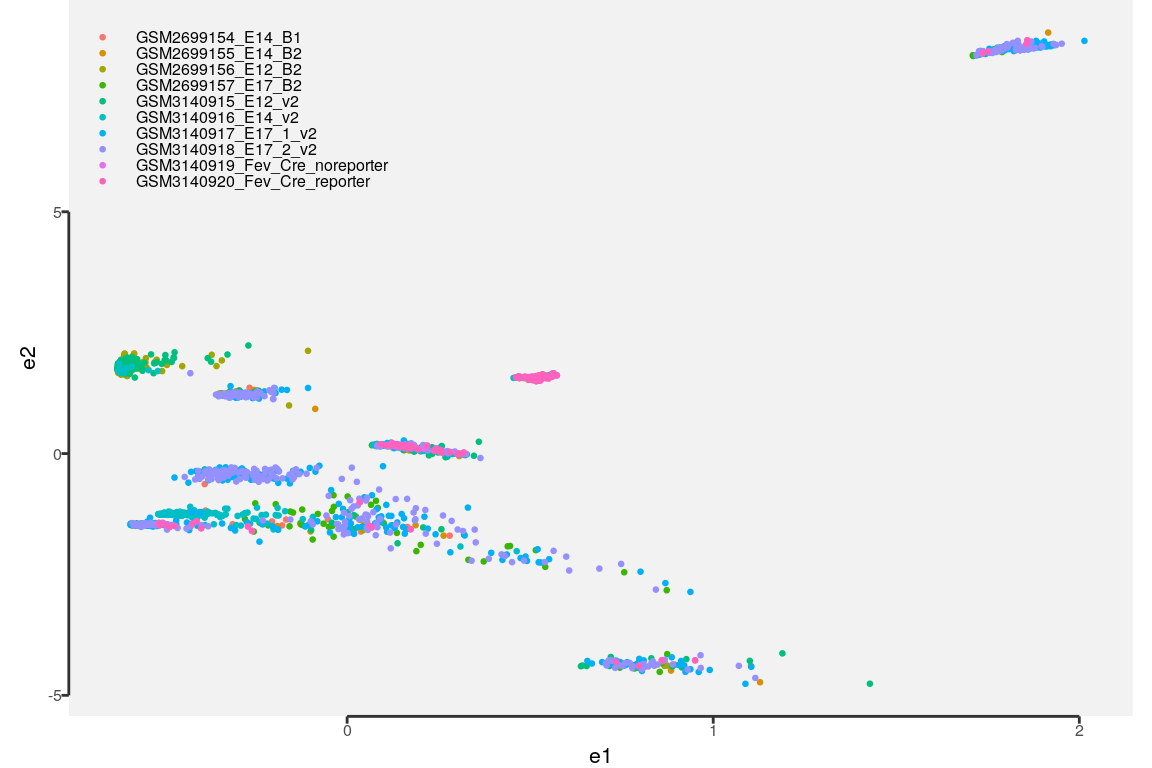 GSM2699154_E14_B1
GSM2699155_E14_B2
GSM2699156_E12_B2
GSM2699157_E17_B2
GSM3140915_E12_v2
GSM3140916_E14_v2
GSM3140917_E17_1_v2
GSM3140918_E17_2_v2
GSM3140919_Fev_Cre_noreporter
GSM3140920_Fev_Cre_reporter
5
e2
0
-5
0 1 2
e1